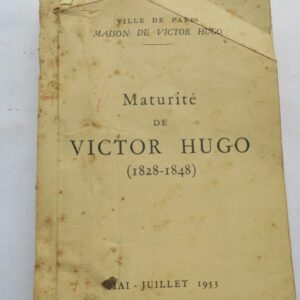 VILLE DE PARIS
MAISON DE VICTOR HUGO
Maturité
DE
VICTOR HUGO
(1828-1848)
MAI - JUILLET 1953